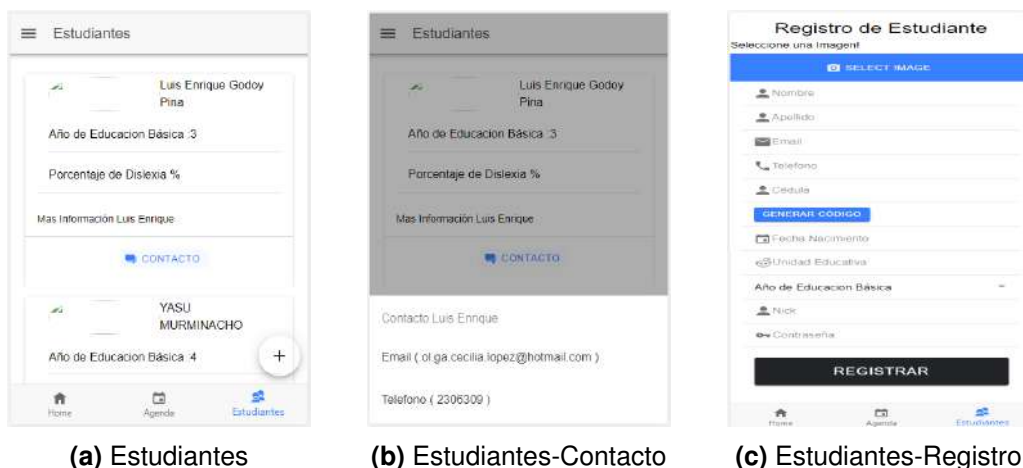 Estudiantes
Luis Enrique Godoy
Pina
Año de Educacion Básica :3
Porcentaje de Dislexia %
Mas Información Luis Enrique
CONTACTO
YASU
MURMINACHO
Año de Educacion Básica :4
+
Home
Agenda
Estudiantes
(a) Estudiantes
Estudiantes
Luis Enrique Godoy
Pina
Año de Educacion Básica :3
Porcentaje de Dislexia %
Mas Información Luis Enrique
CONTACTO
Contacto Luis Enrique
Email ( ol.ga.cecilia.lopez@hotmail.com )
Telefono ( 2306309 )
(b) Estudiantes-Contacto
Registro de Estudiante
Seleccione una Imagen!
SELECT IMAGE
Nombre
Apellido
Email
Telefono
Cédula
GENERAR CÓDIGO
Fecha Nacimiento
Unidad Educativa
Año de Educacion Básica
Nick
Contraseña
REGISTRAR
Home
Agenda
Estudiantes
(c) Estudiantes-Registro